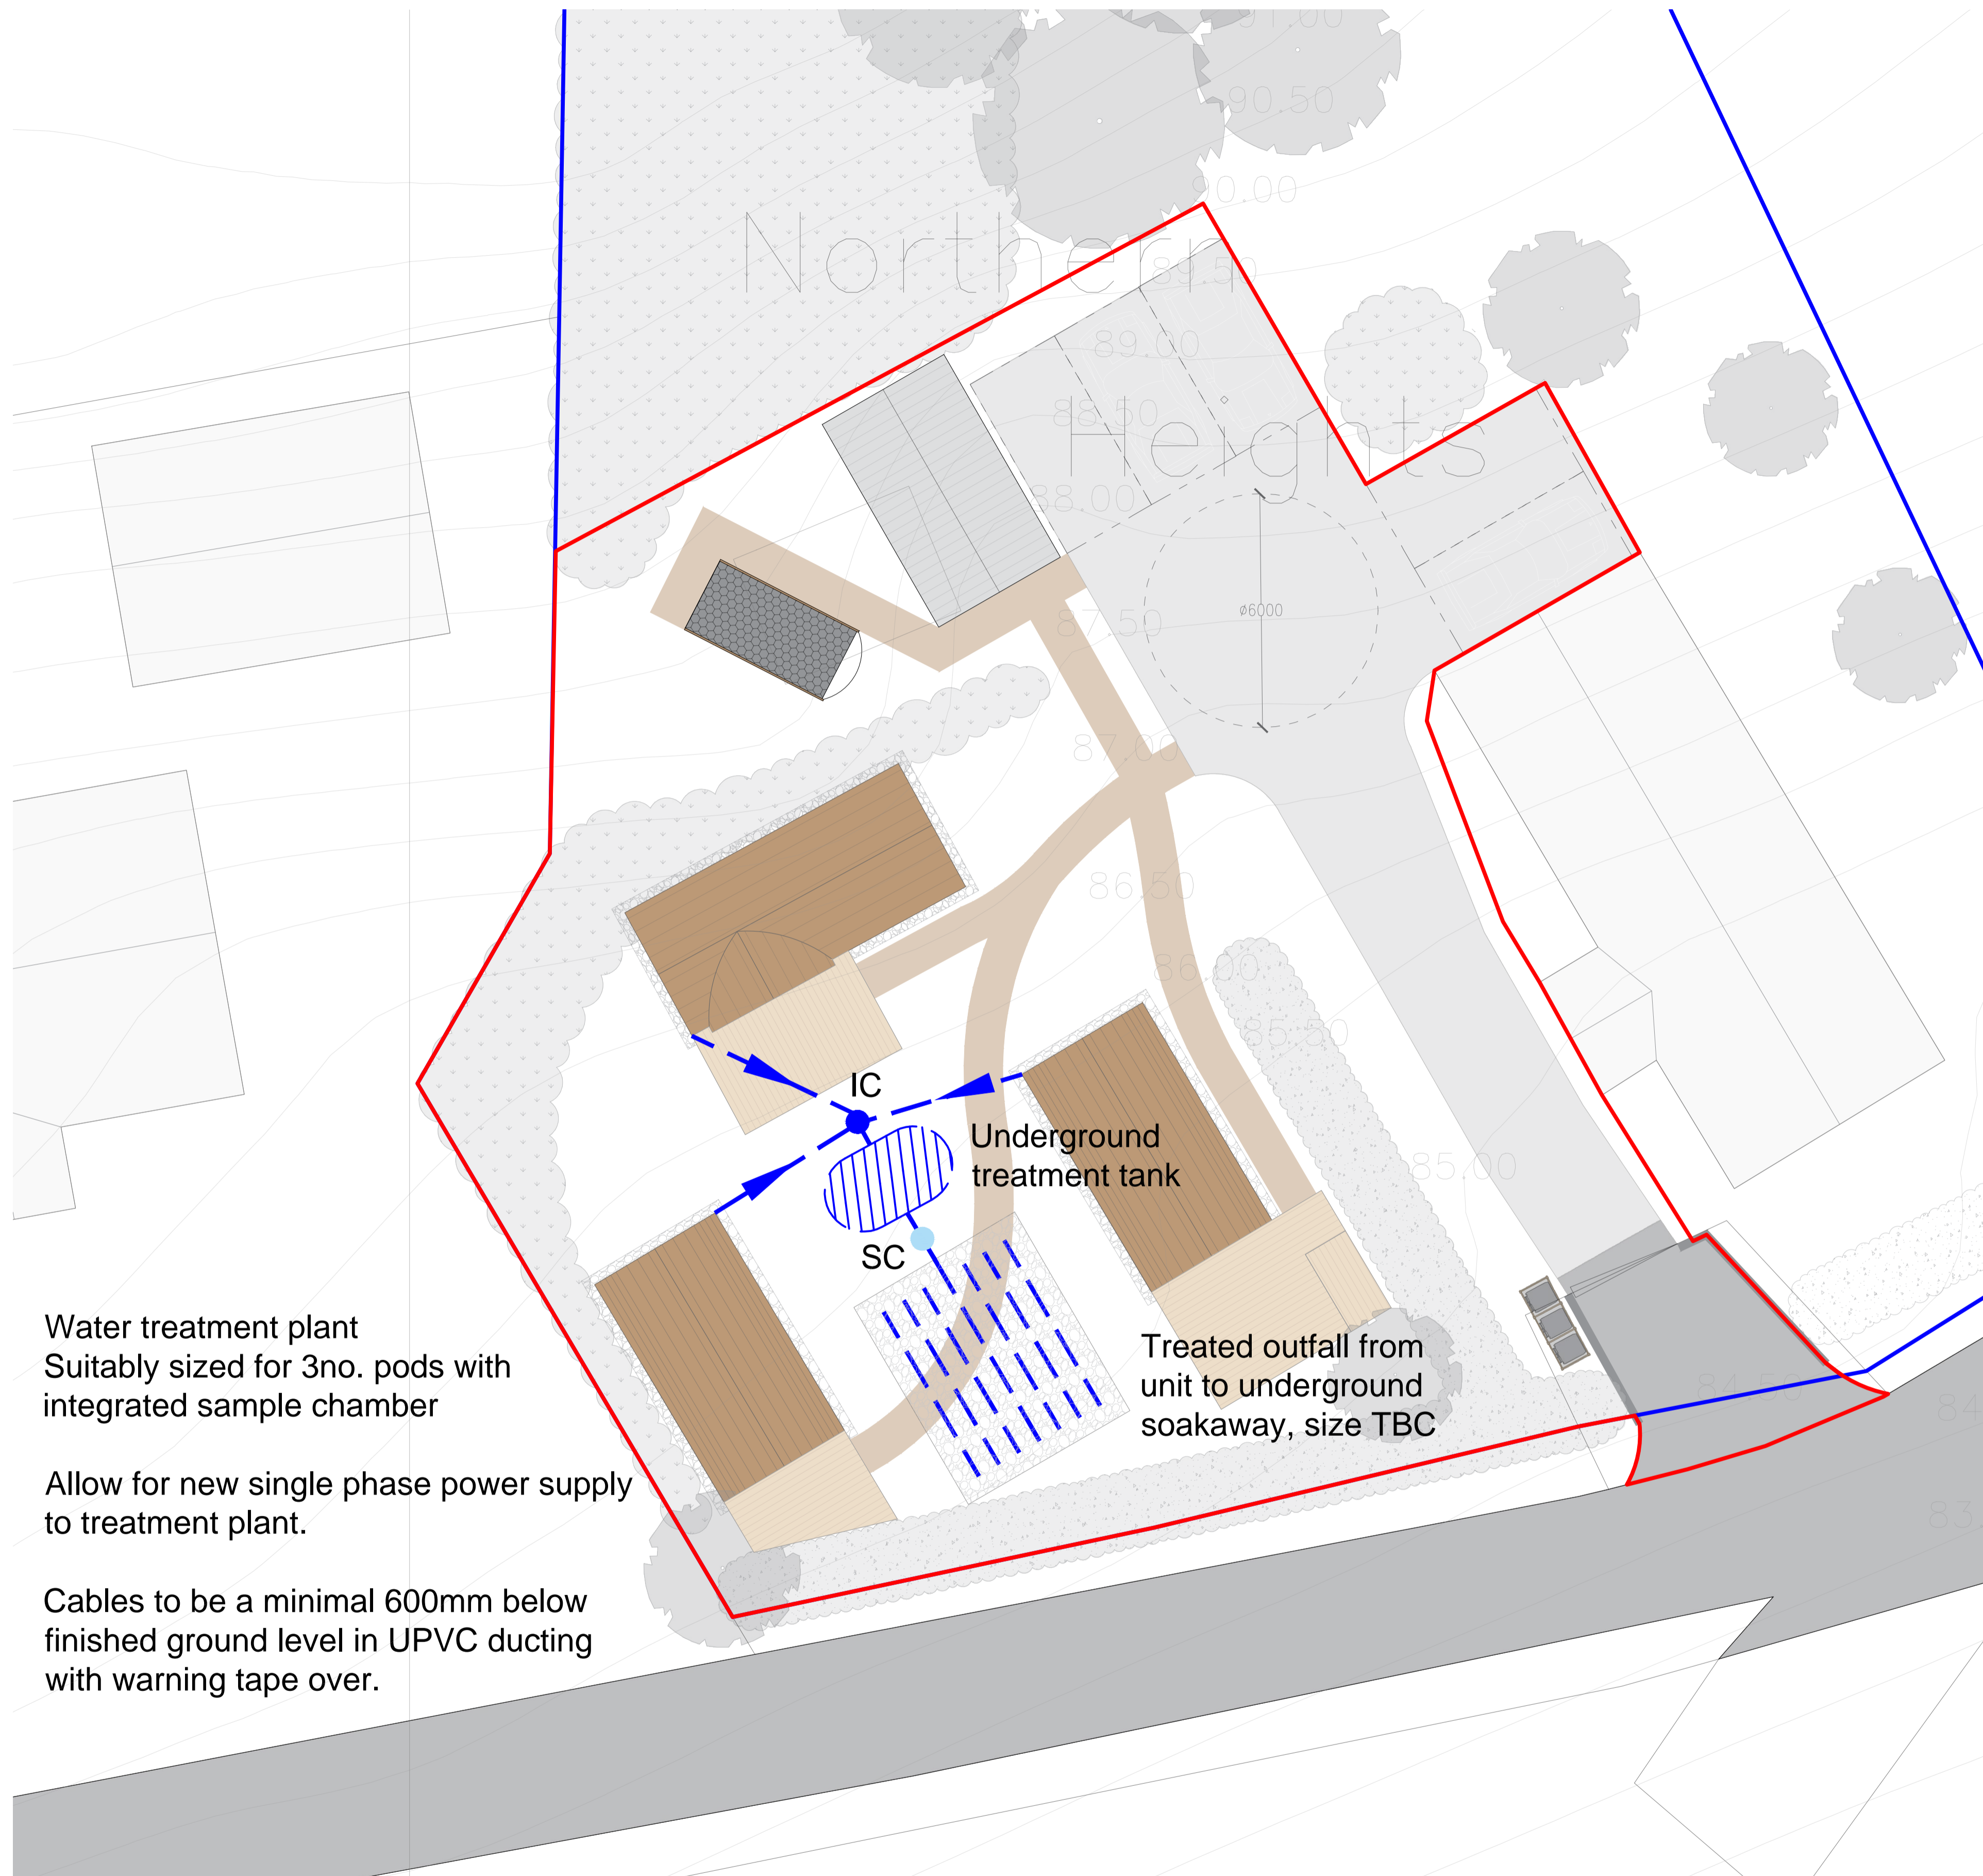 91.00
90.50
90.00
Northern
89.50
89.00
88.50
Heights
88.00
87.50
ø6000
87.00
86.50
86.00
85.50
IC
Underground
treatment tank
85.00
SC
Water treatment plant
Suitably sized for 3no. pods with
integrated sample chamber
Treated outfall from
unit to underground
soakaway, size TBC
Allow for new single phase power supply
to treatment plant.
Cables to be a minimal 600mm below
finished ground level in UPVC ducting
with warning tape over.